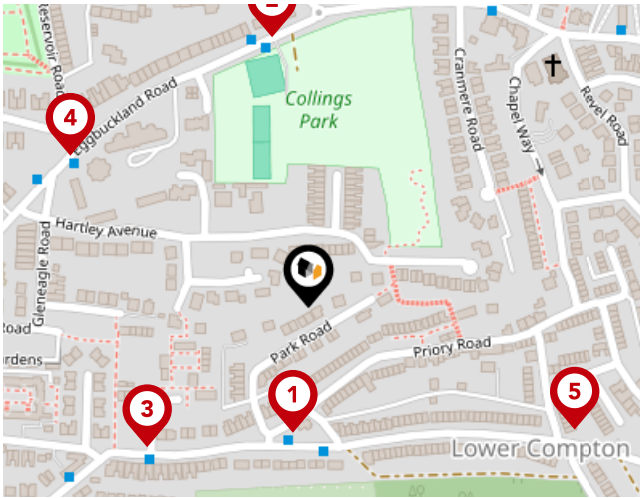 Reservoir Road
2
Collings
Park
Cranmere Road
Chapel Way
Revel Road
4
Eggbuckland Road
Hartley Avenue
Gleneagle Road
Road
ardens
Park Road
Priory Road
1
3
5
Lower Compton